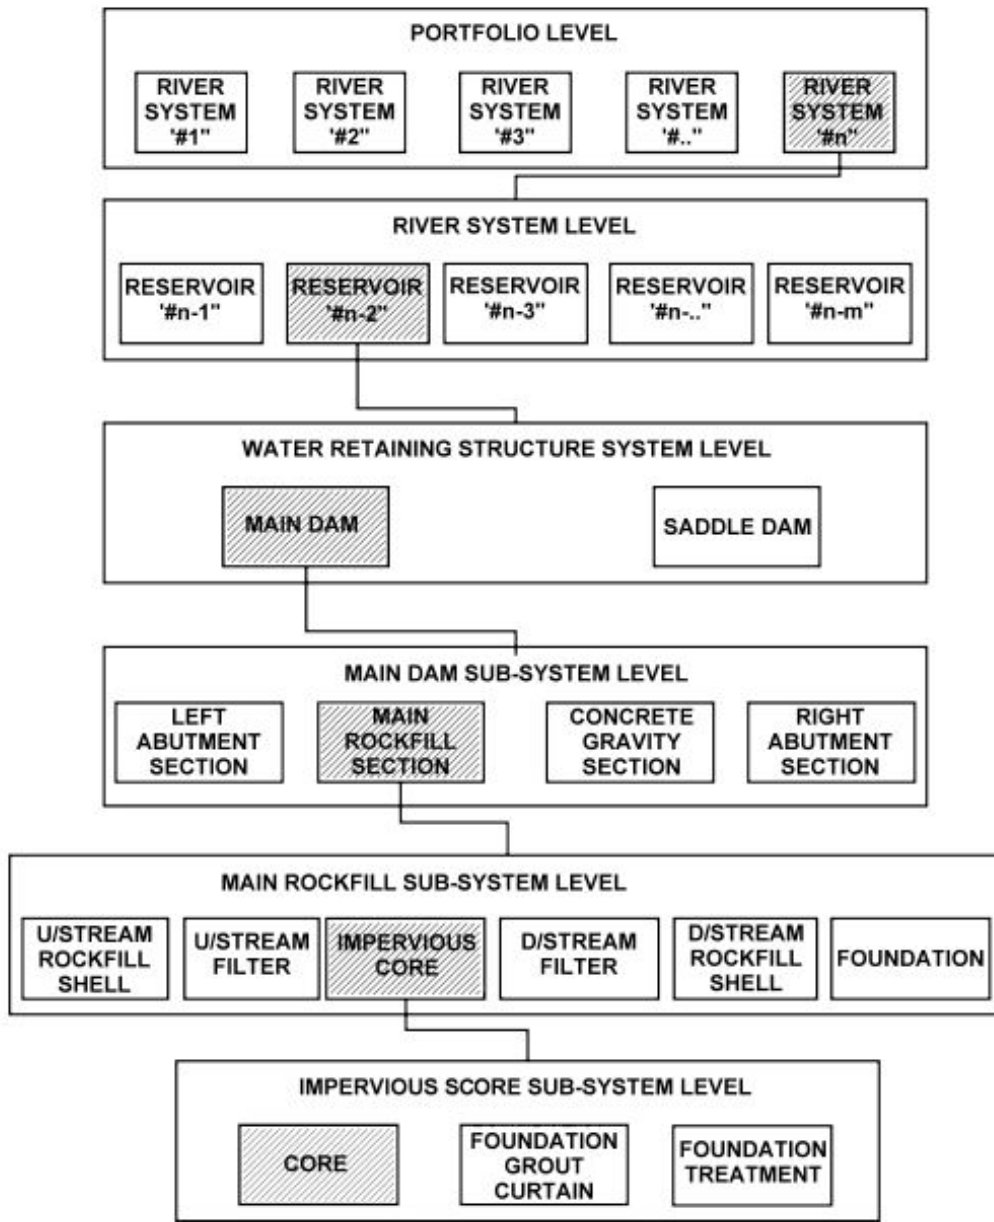 PORTFOLIO LEVEL
RIVER SYSTEM '#1"
RIVER SYSTEM '#2"
RIVER SYSTEM '#3"
RIVER SYSTEM '#.."
RIVER SYSTEM '#n"
RIVER SYSTEM LEVEL
RESERVOIR '#n-1"
RESERVOIR '#n-2"
RESERVOIR '#n-3"
RESERVOIR '#n-.."
RESERVOIR '#n-m"
WATER RETAINING STRUCTURE SYSTEM LEVEL
MAIN DAM
SADDLE DAM
MAIN DAM SUB-SYSTEM LEVEL
LEFT
ABUTMENT
SECTION
MAIN
ROCKFILL
SECTION
CONCRETE
GRAVITY
SECTION
RIGHT
ABUTMENT
SECTION
MAIN ROCKFILL SUB-SYSTEM LEVEL
U/STREAM
ROCKFILL
SHELL
U/STREAM
FILTER
IMPERVIOUS
CORE
D/STREAM
FILTER
D/STREAM
ROCKFILL
SHELL
FOUNDATION
IMPERVIOUS SCORE SUB-SYSTEM LEVEL
CORE
FOUNDATION
GROUT
CURTAIN
FOUNDATION
TREATMENT